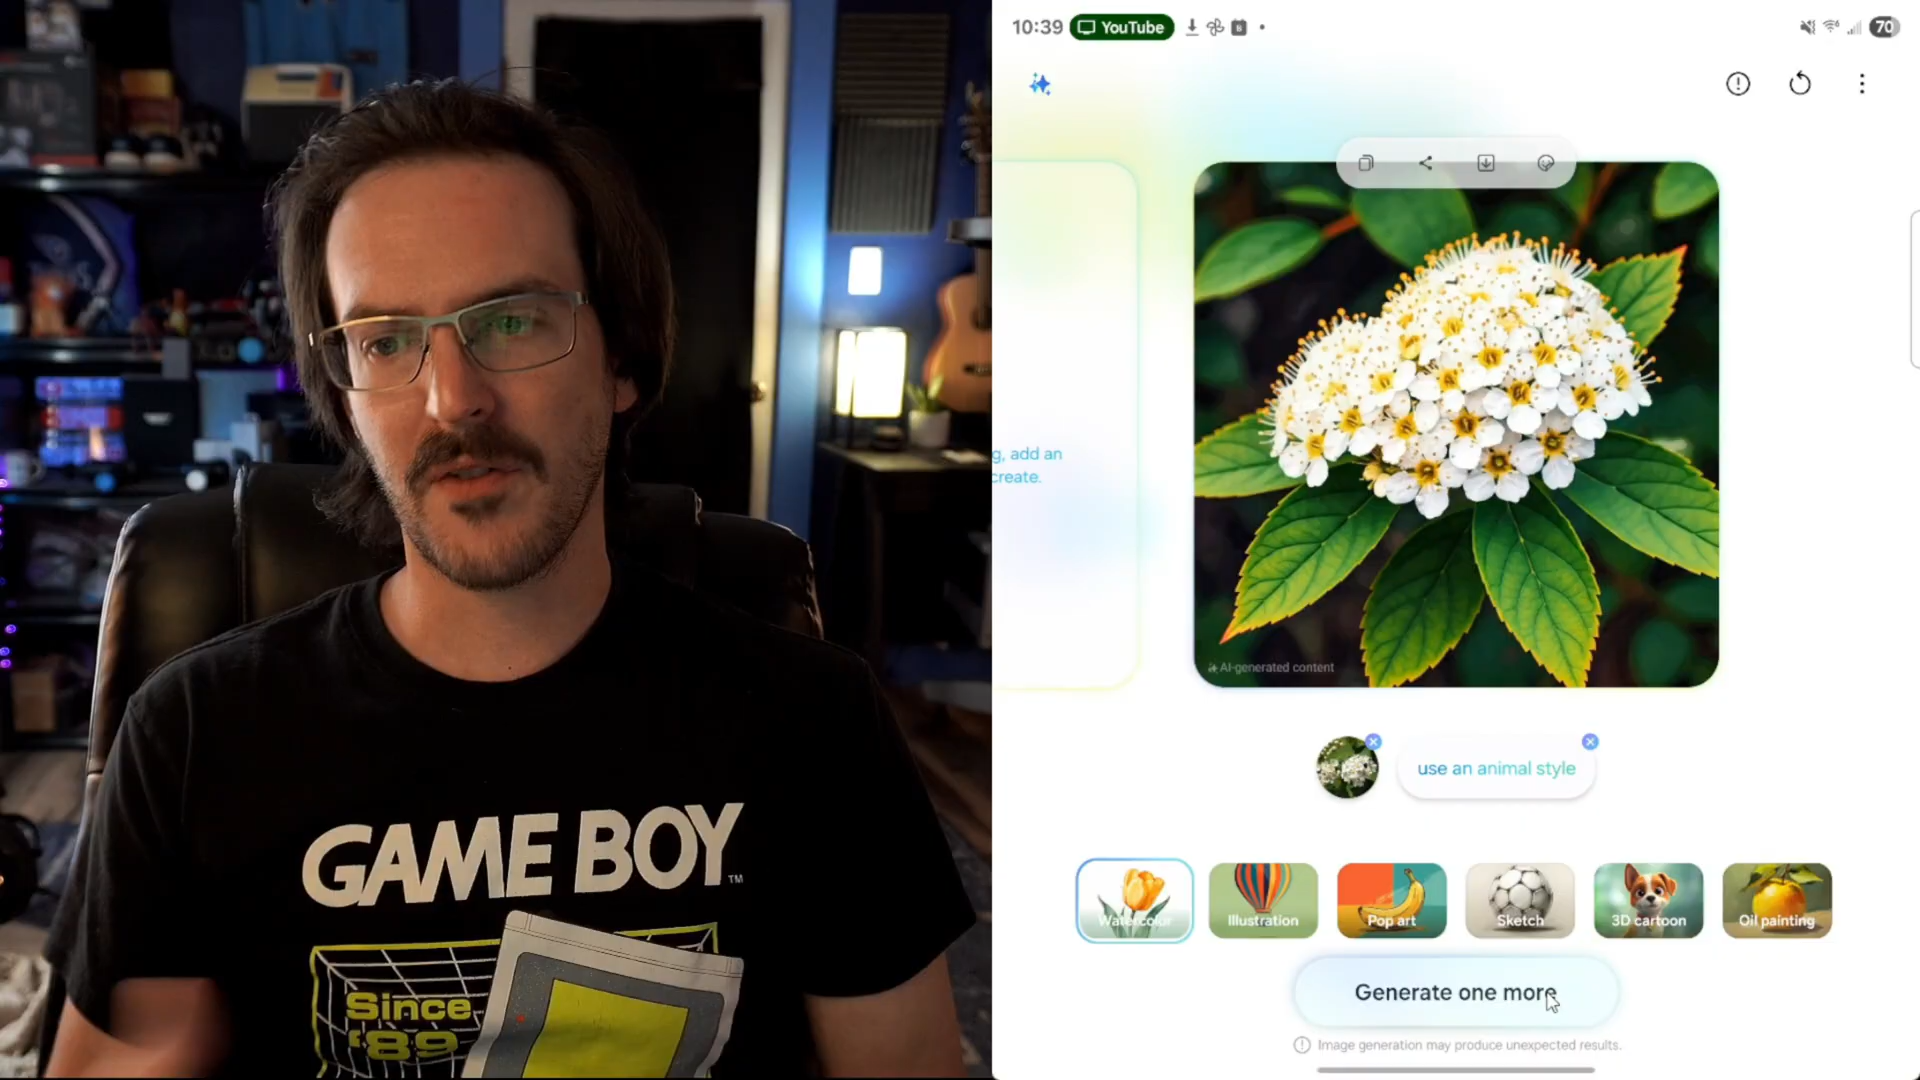 10:39 YouTube
70
g, add an
create.
AI-generated content
use an animal style
Watercolor
Illustration
Pop art
Sketch
3D cartoon
Oil painting
Generate one more
Image generation may produce unexpected results.
GAME BOY
TM
Since
'89